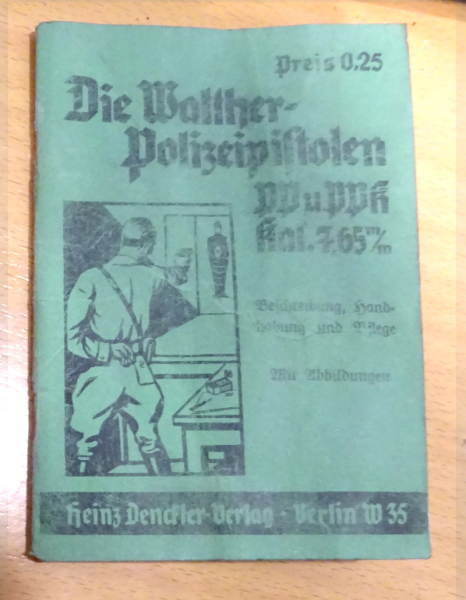 Preis 0,25
Die Walther-
Polizeipistolen
PP u PPK
Kal. 7,65 m/m
Beschreibung, Hand-
habung und Pflege
Mit Abbildungen
Heinz Denckler-Verlag - Berlin W 35